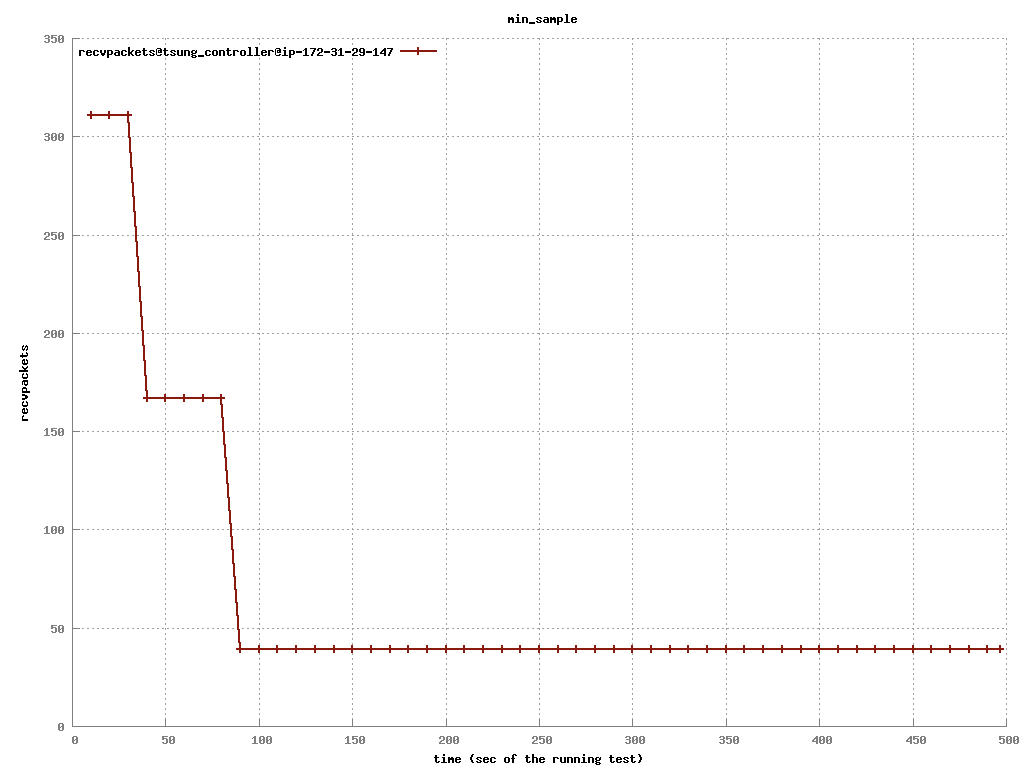 min_sample
350
recvpackets@tsung_controller@ip-172-31-29-147
300
250
200
recvpackets
150
100
50
0
0 50 100 150 200 250 300 350 400 450 500
time (sec of the running test)